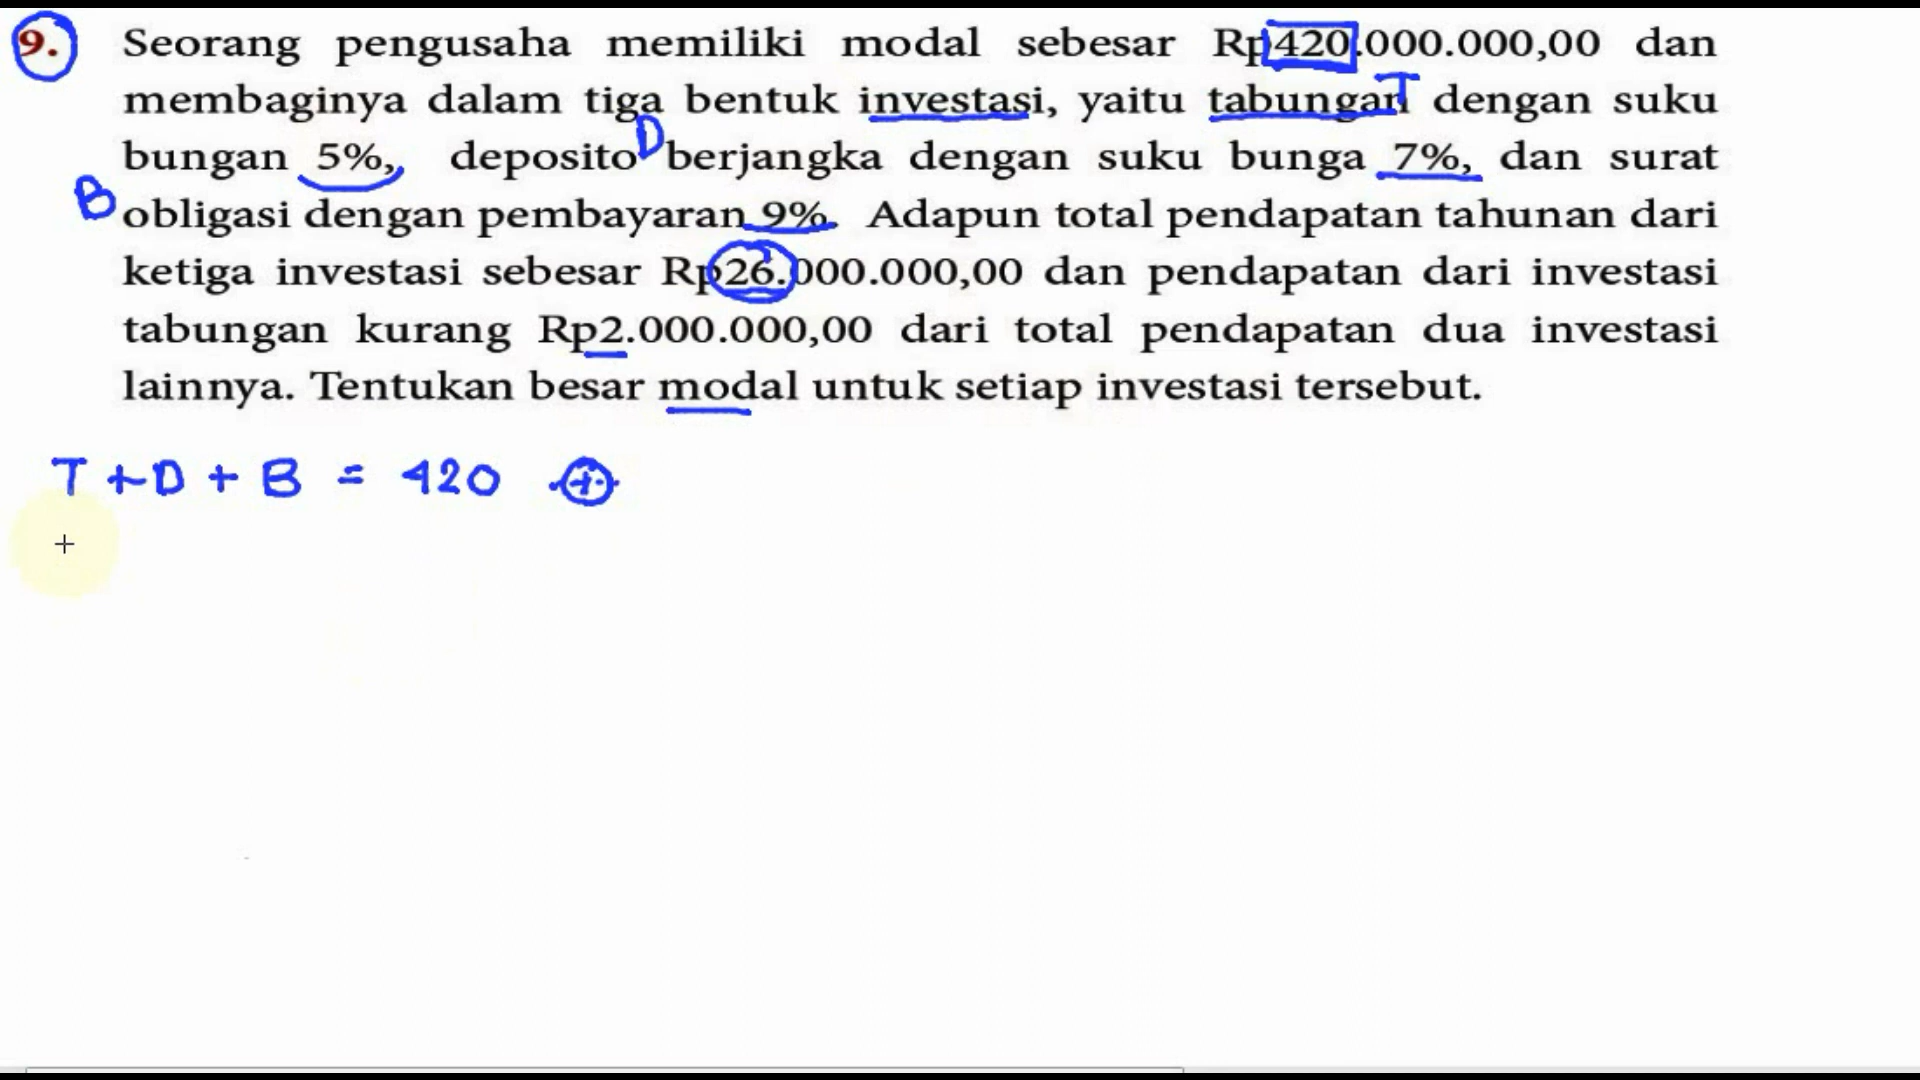 9. Seorang pengusaha memiliki modal sebesar Rp420.000.000,00 dan
membaginya dalam tiga bentuk investasi, yaitu tabungan T dengan suku
bungan 5%, deposito D berjangka dengan suku bunga 7%, dan surat
B obligasi dengan pembayaran 9%. Adapun total pendapatan tahunan dari
ketiga investasi sebesar Rp26.000.000,00 dan pendapatan dari investasi
tabungan kurang Rp2.000.000,00 dari total pendapatan dua investasi
lainnya. Tentukan besar modal untuk setiap investasi tersebut.
T + D + B = 420